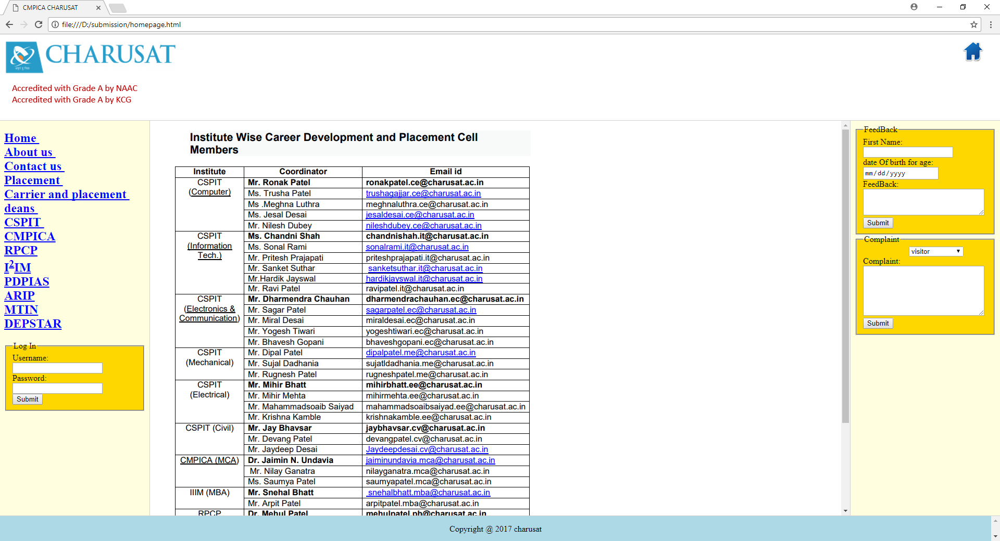 CMPICA CHARUSAT
file:///D:/submission/homepage.html
CHARUSAT
Accredited with Grade A by NAAC
Accredited with Grade A by KCG
Home
About us
Contact us
Placement
Carrier and placement
deans
CSPIT
CMPICA
RPCP
I²IM
PDPIAS
ARIP
MTIN
DEPSTAR
Log In
Username:
Password:
Submit
Institute Wise Career Development and Placement Cell
Members
Institute Coordinator Email id
CSPIT Mr. Ronak Patel ronakpatel.ce@charusat.ac.in
(Computer) Ms. Trusha Patel trushagajjar.ce@charusat.ac.in
Ms .Meghna Luthra meghnaluthra.ce@charusat.ac.in
Ms. Jesal Desai jesaldesai.ce@charusat.ac.in
Mr. Nilesh Dubey nileshdubey.ce@charusat.ac.in
CSPIT Ms. Chandni Shah chandnishah.it@charusat.ac.in
(Information Ms. Sonal Rami sonalrami.it@charusat.ac.in
Tech.) Mr. Pritesh Prajapati priteshprajapati.it@charusat.ac.in
Mr. Sanket Suthar sanketsuthar.it@charusat.ac.in
Mr.Hardik Jayswal hardikjayswal.it@charusat.ac.in
Mr. Ravi Patel ravipatel.it@charusat.ac.in
CSPIT Mr. Dharmendra Chauhan dharmendrachauhan.ec@charusat.ac.in
(Electronics & Mr. Sagar Patel sagarpatel.ec@charusat.ac.in
Communication) Mr. Miral Desai miraldesai.ec@charusat.ac.in
Mr. Yogesh Tiwari yogeshtiwari.ec@charusat.ac.in
Mr. Bhavesh Gopani bhaveshgopani.ec@charusat.ac.in
CSPIT Mr. Dipal Patel dipalpatel.me@charusat.ac.in
(Mechanical) Mr. Sujal Dadhania sujatldadhania.me@charusat.ac.in
Mr. Rugnesh Patel rugneshpatel.me@charusat.ac.in
CSPIT Mr. Mihir Bhatt mihirbhatt.ee@charusat.ac.in
(Electrical) Mr. Mihir Mehta mihirmehta.ee@charusat.ac.in
Mr. Mahammadsoaib Saiyad mahammadsoaibsaiyad.ee@charusat.ac.in
Mr. Krishna Kamble krishnakamble.ee@charusat.ac.in
CSPIT (Civil) Mr. Jay Bhavsar jaybhavsar.cv@charusat.ac.in
Mr. Devang Patel devangpatel.cv@charusat.ac.in
Mr. Jaydeep Desai Jaydeepdesai.cv@charusat.ac.in
CMPICA (MCA) Dr. Jaimin N. Undavia jaiminundavia.mca@charusat.ac.in
Mr. Nilay Ganatra nilayganatra.mca@charusat.ac.in
Ms. Saumya Patel saumyapatel.mca@charusat.ac.in
IIIM (MBA) Mr. Snehal Bhatt snehalbhatt.mba@charusat.ac.in
Mr. Arpit Patel arpitpatel.mba@charusat.ac.in
RPCP Dr. Mehul Patel mehulpatel.ph@charusat.ac.in
FeedBack
First Name:
date Of birth for age:
mm/dd/yyyy
FeedBack:
Submit
Complaint
visitor
Complaint:
Submit
Copyright @ 2017 charusat